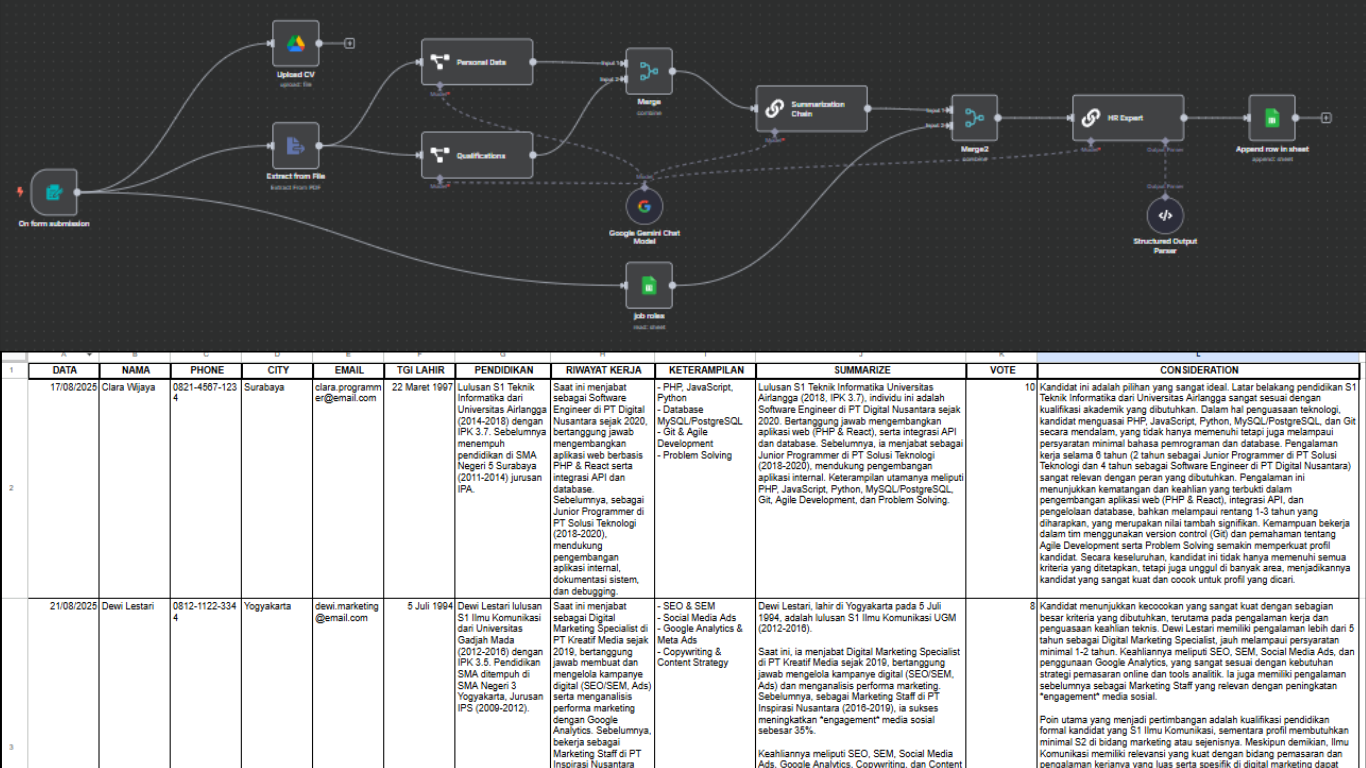 Upload CV
upload: file
Personal Data
Model*
Input 1
Input 2
Merge
combine
Summarization
Chain
Model*
Input 1
Input 2
Merge2
combine
HR Expert
Model*
Output Parser
Append row in sheet
append: sheet
Extract from File
Extract From PDF
Qualifications
Model*
On form submission
Model
Google Gemini Chat
Model
Output Parser
Structured Output
Parser
job roles
read: sheet
A B C D E F G H I J K L
1 DATA NAMA PHONE CITY EMAIL TGl LAHIR PENDIDIKAN RIWAYAT KERJA KETERAMPILAN SUMMARIZE VOTE CONSIDERATION
2
17/08/2025
Clara Wijaya
0821-4567-123
4
Surabaya
clara.programm
er@email.com
22 Maret 1997
Lulusan S1 Teknik
Informatika dari
Universitas Airlangga
(2014-2018) dengan
IPK 3.7. Sebelumnya
menempuh
pendidikan di SMA
Negeri 5 Surabaya
(2011-2014) jurusan
IPA.
Saat ini menjabat
sebagai Software
Engineer di PT Digital
Nusantara sejak 2020,
bertanggung jawab
mengembangkan
aplikasi web berbasis
PHP & React serta
integrasi API dan
database.
Sebelumnya, sebagai
Junior Programmer di
PT Solusi Teknologi
(2018-2020),
mendukung
pengembangan
aplikasi internal,
dokumentasi sistem,
dan debugging.
- PHP, JavaScript,
Python
- Database
MySQL/PostgreSQL
- Git & Agile
Development
- Problem Solving
Lulusan S1 Teknik Informatika Universitas
Airlangga (2018, IPK 3.7), individu ini adalah
Software Engineer di PT Digital Nusantara sejak
2020. Bertanggung jawab mengembangkan
aplikasi web (PHP & React), serta integrasi API
dan database. Sebelumnya, ia menjabat sebagai
Junior Programmer di PT Solusi Teknologi
(2018-2020), mendukung pengembangan
aplikasi internal. Keterampilan utamanya meliputi
PHP, JavaScript, Python, MySQL/PostgreSQL,
Git, Agile Development, dan Problem Solving.
10
Kandidat ini adalah pilihan yang sangat ideal. Latar belakang pendidikan S1
Teknik Informatika dari Universitas Airlangga sangat sesuai dengan
kualifikasi akademik yang dibutuhkan. Dalam hal penguasaan teknologi,
kandidat menguasai PHP, JavaScript, Python, MySQL/PostgreSQL, dan Git
secara mendalam, yang tidak hanya memenuhi tetapi juga melampaui
persyaratan minimal bahasa pemrograman dan database. Pengalaman
kerja selama 6 tahun (2 tahun sebagai Junior Programmer di PT Solusi
Teknologi dan 4 tahun sebagai Software Engineer di PT Digital Nusantara)
sangat relevan dengan peran yang dibutuhkan. Pengalaman ini
menunjukkan kematangan dan keahlian yang terbukti dalam
pengembangan aplikasi web (PHP & React), integrasi API, dan
pengelolaan database, bahkan melampaui rentang 1-3 tahun yang
diharapkan, yang merupakan nilai tambah signifikan. Kemampuan bekerja
dalam tim menggunakan version control (Git) dan pemahaman tentang
Agile Development serta Problem Solving semakin memperkuat profil
kandidat. Secara keseluruhan, kandidat ini tidak hanya memenuhi semua
kriteria yang ditetapkan, tetapi juga unggul di banyak area, menjadikannya
kandidat yang sangat kuat dan cocok untuk profil yang dicari.
3
21/08/2025
Dewi Lestari
0812-1122-334
4
Yogyakarta
dewi.marketing
@email.com
5 Juli 1994
Dewi Lestari lulusan
S1 Ilmu Komunikasi
dari Universitas
Gadjah Mada
(2012-2016) dengan
IPK 3.5. Pendidikan
SMA ditempuh di
SMA Negeri 3
Yogyakarta, Jurusan
IPS (2009-2012).
Saat ini menjabat
sebagai Digital
Marketing Specialist di
PT Kreatif Media sejak
2019, bertanggung
jawab membuat dan
mengelola kampanye
digital (SEO/SEM, Ads)
serta menganalisis
performa marketing
dengan Google
Analytics. Sebelumnya,
bekerja sebagai
Marketing Staff di PT
Inspirasi Nusantara
- SEO & SEM
- Social Media Ads
- Google Analytics &
Meta Ads
- Copywriting &
Content Strategy
Dewi Lestari, lahir di Yogyakarta pada 5 Juli
1994, adalah lulusan S1 Ilmu Komunikasi UGM
(2012-2016).
Saat ini, ia menjabat Digital Marketing Specialist
di PT Kreatif Media sejak 2019, bertanggung
jawab mengelola kampanye digital (SEO/SEM,
Ads) dan menganalisis performa marketing.
Sebelumnya, sebagai Marketing Staff di PT
Inspirasi Nusantara (2016-2019), ia sukses
meningkatkan *engagement* media sosial
sebesar 35%.
Keahliannya meliputi SEO, SEM, Social Media
Ads, Google Analytics, Copywriting, dan Content
8
Kandidat menunjukkan kecoookan yang sangat kuat dengan sebagian
besar kriteria yang dibutuhkan, terutama pada pengalaman kerja dan
penguasaan keahlian teknis. Dewi Lestari memiliki pengalaman lebih dari 5
tahun sebagai Digital Marketing Specialist, jauh melampaui persyaratan
minimal 1-2 tahun. Keahliannya meliputi SEO, SEM, Social Media Ads, dan
penggunaan Google Analytics, yang sangat sesuai dengan kebutuhan
strategi pemasaran online dan tools analitik. Ia juga memiliki pengalaman
sebelumnya sebagai Marketing Staff yang relevan dengan peningkatan
*engagement* media sosial.
Poin utama yang menjadi pertimbangan adalah kualifikasi pendidikan
formal kandidat yang S1 Ilmu Komunikasi, sementara profil membutuhkan
minimal S2 di bidang marketing atau sejenisnya. Meskipun demikian, Ilmu
Komunikasi memiliki relevansi yang kuat dengan bidang pemasaran dan
pengalaman kerjanya yang luas serta spesifik di digital marketing dapat